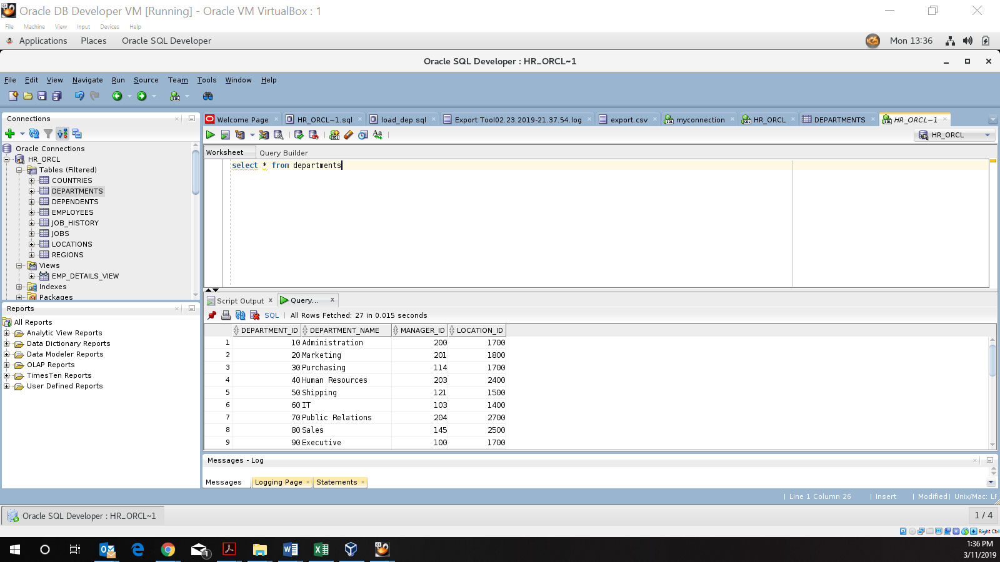 Oracle DB Developer VM [Running] - Oracle VM VirtualBox : 1
File Machine View Input Devices Help
Applications Places Oracle SQL Developer Mon 13:36
Oracle SQL Developer : HR_ORCL~1
File Edit View Navigate Run Source Team Tools Window Help
Connections
Oracle Connections
HR_ORCL
Tables (Filtered)
COUNTRIES
DEPARTMENTS
DEPENDENTS
EMPLOYEES
JOB_HISTORY
JOBS
LOCATIONS
REGIONS
Views
EMP_DETAILS_VIEW
Indexes
Packages
Reports
All Reports
Analytic View Reports
Data Dictionary Reports
Data Modeler Reports
OLAP Reports
TimesTen Reports
User Defined Reports
Welcome Page HR_ORCL~1.sql load_dep.sql Export Tool02.23.2019-21.37.54.log export.csv myconnection HR_ORCL DEPARTMENTS HR_ORCL~1
HR_ORCL
Worksheet Query Builder
select * from departments
Script Output x Query... x
SQL | All Rows Fetched: 27 in 0.015 seconds
DEPARTMENT_ID DEPARTMENT_NAME MANAGER_ID LOCATION_ID
1 10 Administration 200 1700
2 20 Marketing 201 1800
3 30 Purchasing 114 1700
4 40 Human Resources 203 2400
5 50 Shipping 121 1500
6 60 IT 103 1400
7 70 Public Relations 204 2700
8 80 Sales 145 2500
9 90 Executive 100 1700
Messages - Log
Messages Logging Page Statements
| Line 1 Column 26 | Insert | Modified | Unix/Mac: LF
Oracle SQL Developer : HR_ORCL~1 1 / 4
Right Ctrl
1
1:36 PM
3/11/2019